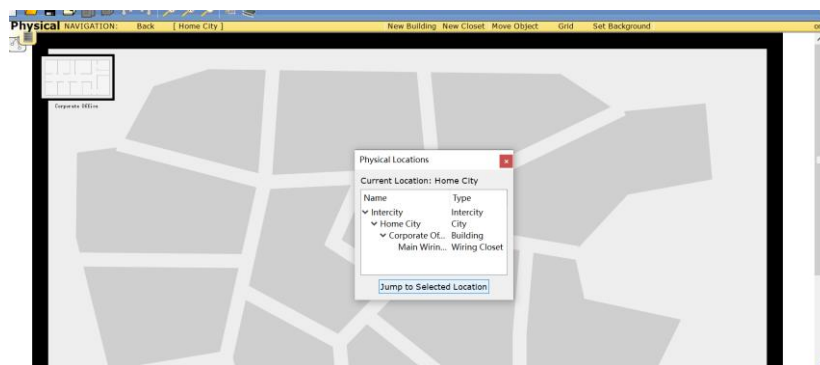 Physical NAVIGATION: Back [ Home City ] New Building New Closet Move Object Grid Set Background
Corporate Office
Physical Locations
Current Location: Home City
Name Type
Intercity Intercity
Home City City
Corporate Of... Building
Main Wirin... Wiring Closet
Jump to Selected Location